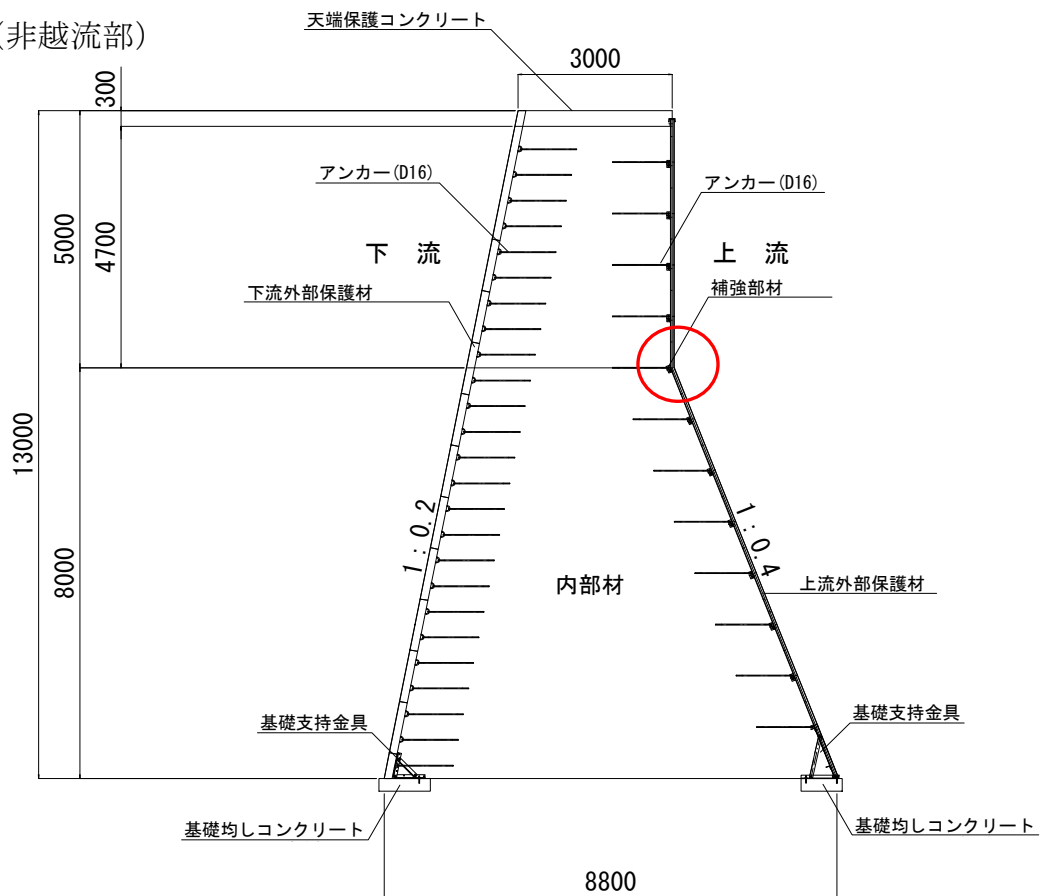 (非越流部)
天端保護コンクリート
3000
300
アンカー(D16)
アンカー(D16)
5000
4700
下 流
上 流
補強部材
下流外部保護材
13000
1:0.2
1:0.4
8000
内部材
上流外部保護材
基礎支持金具
基礎支持金具
基礎均しコンクリート
基礎均しコンクリート
8800